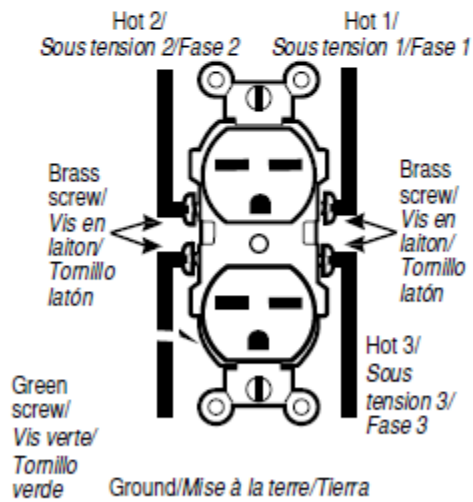 Hot 2/
Sous tension 2/Fase 2
Hot 1/
Sous tension 1/Fase 1
Brass
screw/
Vis en
laiton/
Tornillo
latón
Brass
screw/
Vis en
laiton/
Tornillo
latón
Hot 3/
Sous
tension 3/
Fase 3
Green
screw/
Vis verte/
Tornillo
verde
Ground/Mise à la terre/Tierra